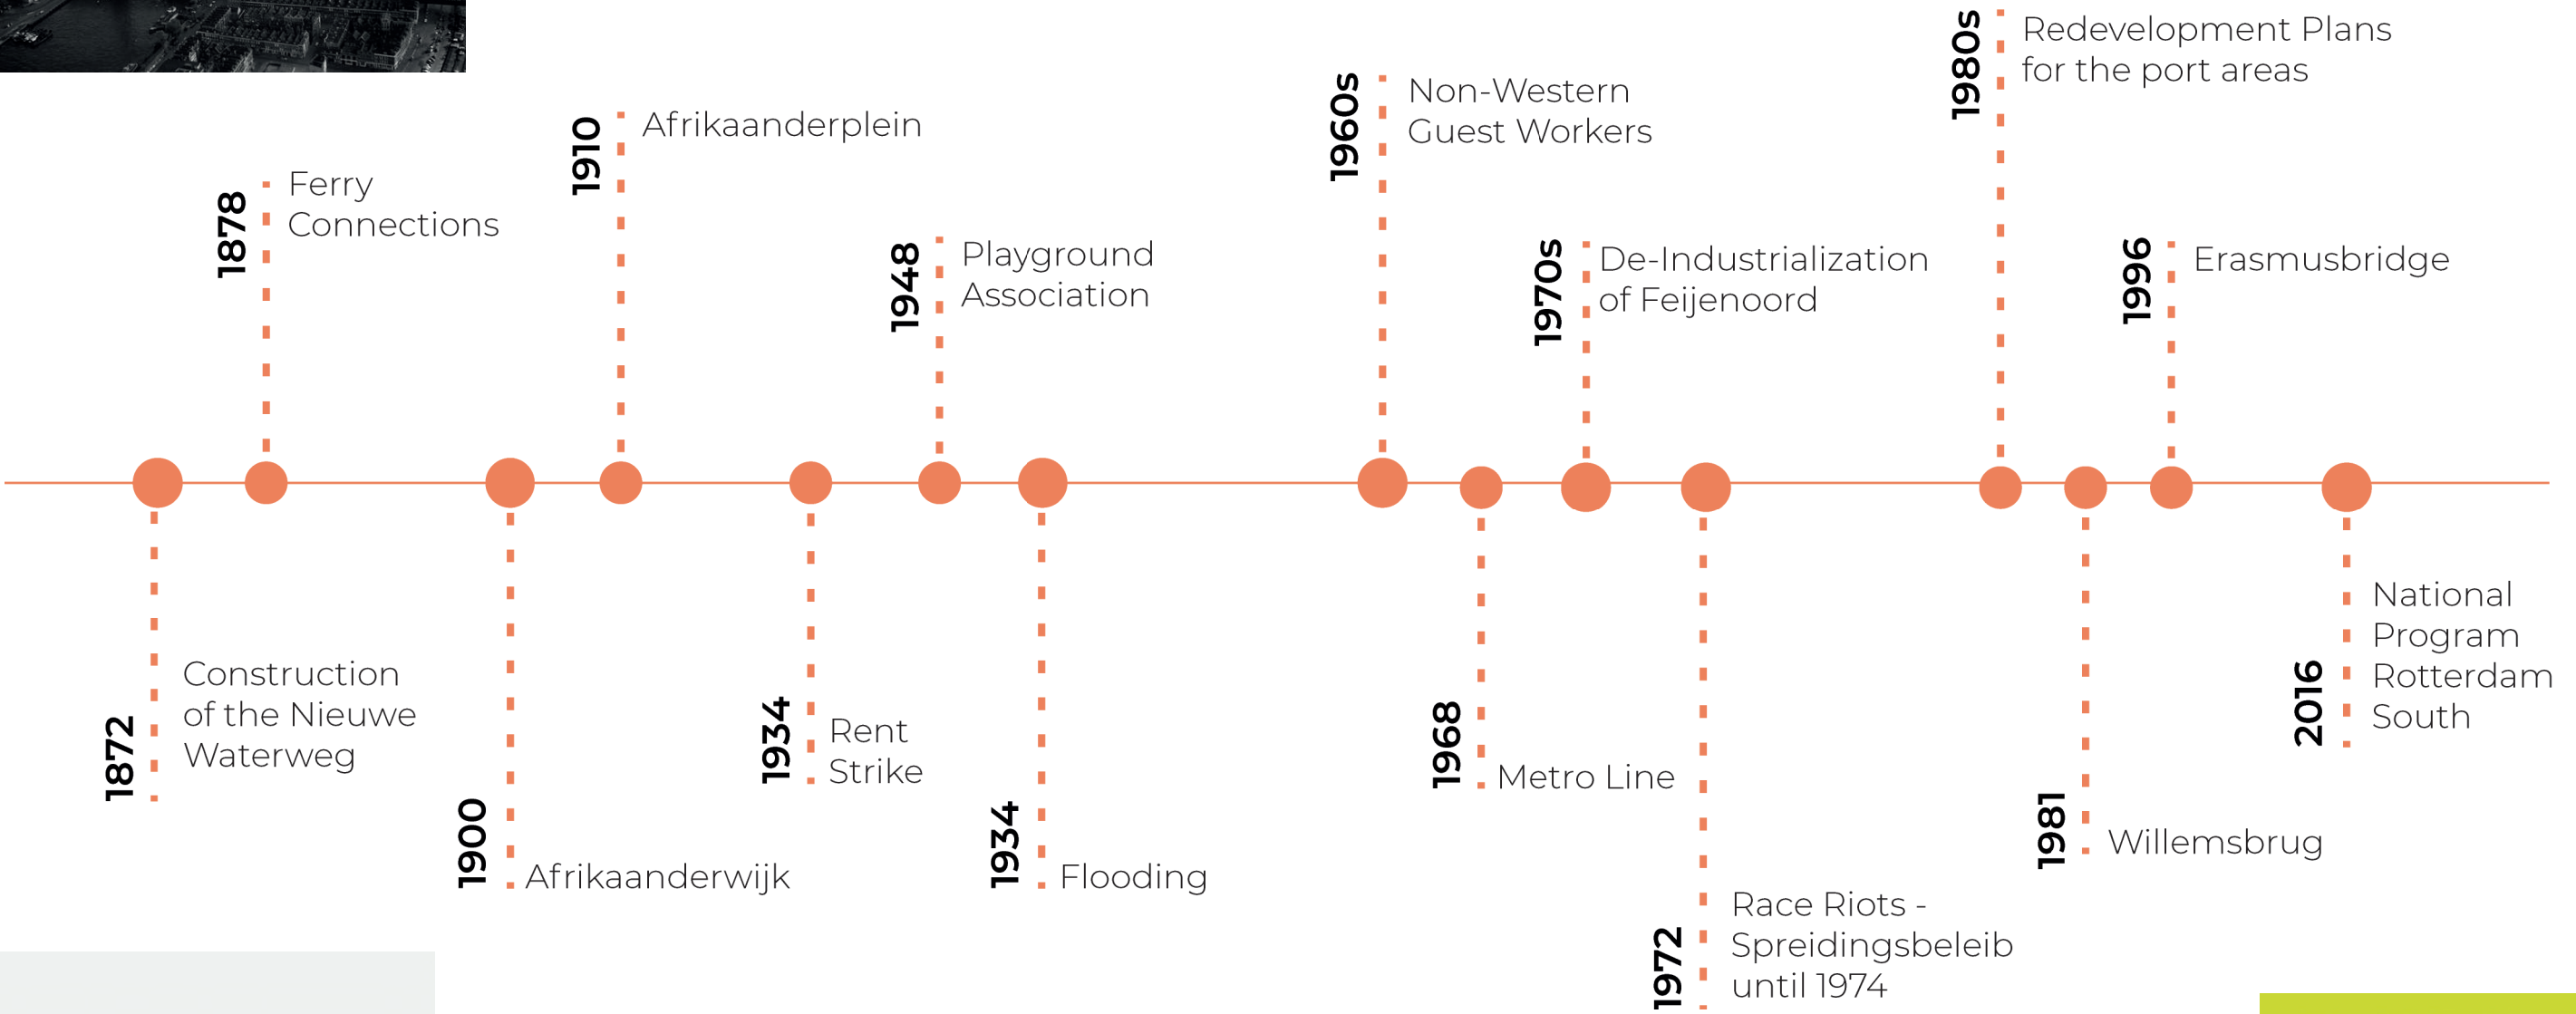 1872
Construction
of the Nieuwe
Waterweg
1878
Ferry
Connections
1900
Afrikaanderwijk
1910
Afrikaanderplein
1934
Rent
Strike
1948
Playground
Association
1934
Flooding
1960s
Non-Western
Guest Workers
1968
Metro Line
1970s
De-Industrialization
of Feijenoord
1972
Race Riots -
Spreidingsbeleib
until 1974
1980s
Redevelopment Plans
for the port areas
1981
Willemsbrug
1996
Erasmusbridge
2016
National
Program
Rotterdam
South